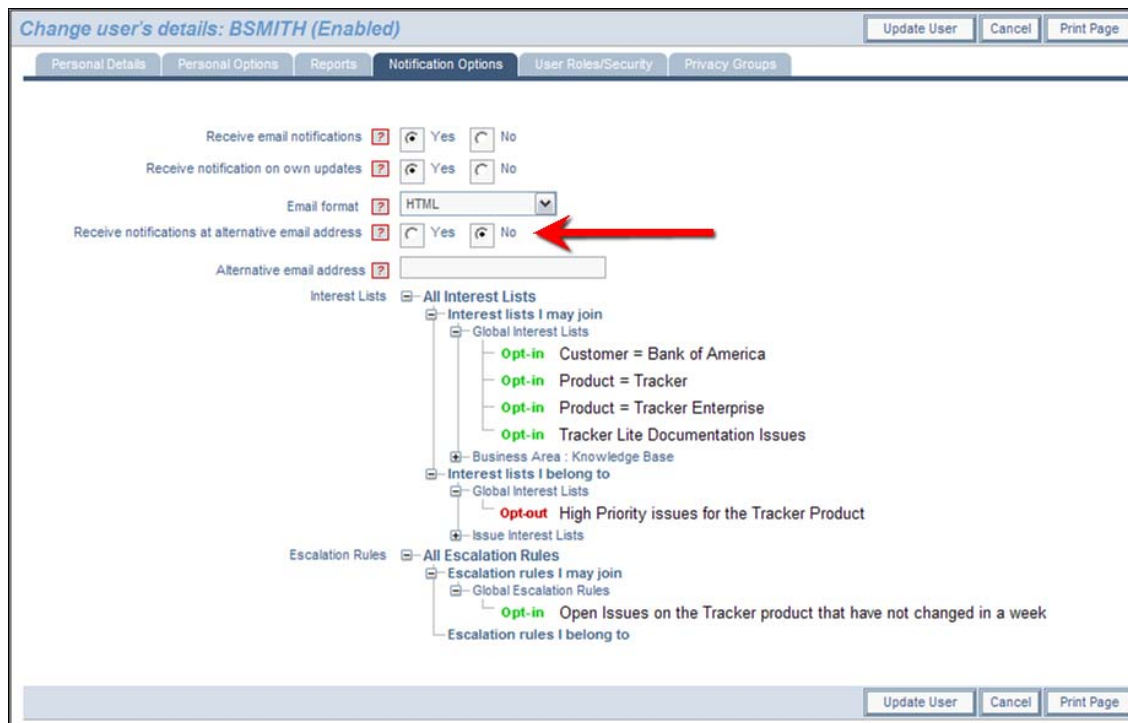 Change user's details: BSMITH (Enabled) Update User Cancel Print Page
Personal Details Personal Options Reports Notification Options User Roles/Security Privacy Groups
Receive email notifications ? Yes No
Receive notification on own updates ? Yes No
Email format ? HTML
Receive notifications at alternative email address ? Yes No
Alternative email address ?
Interest Lists All Interest Lists
Interest lists I may join
Global Interest Lists
Opt-in Customer = Bank of America
Opt-in Product = Tracker
Opt-in Product = Tracker Enterprise
Opt-in Tracker Lite Documentation Issues
Business Area : Knowledge Base
Interest lists I belong to
Global Interest Lists
Opt-out High Priority issues for the Tracker Product
Issue Interest Lists
Escalation Rules All Escalation Rules
Escalation rules I may join
Global Escalation Rules
Opt-in Open Issues on the Tracker product that have not changed in a week
Escalation rules I belong to
Update User Cancel Print Page